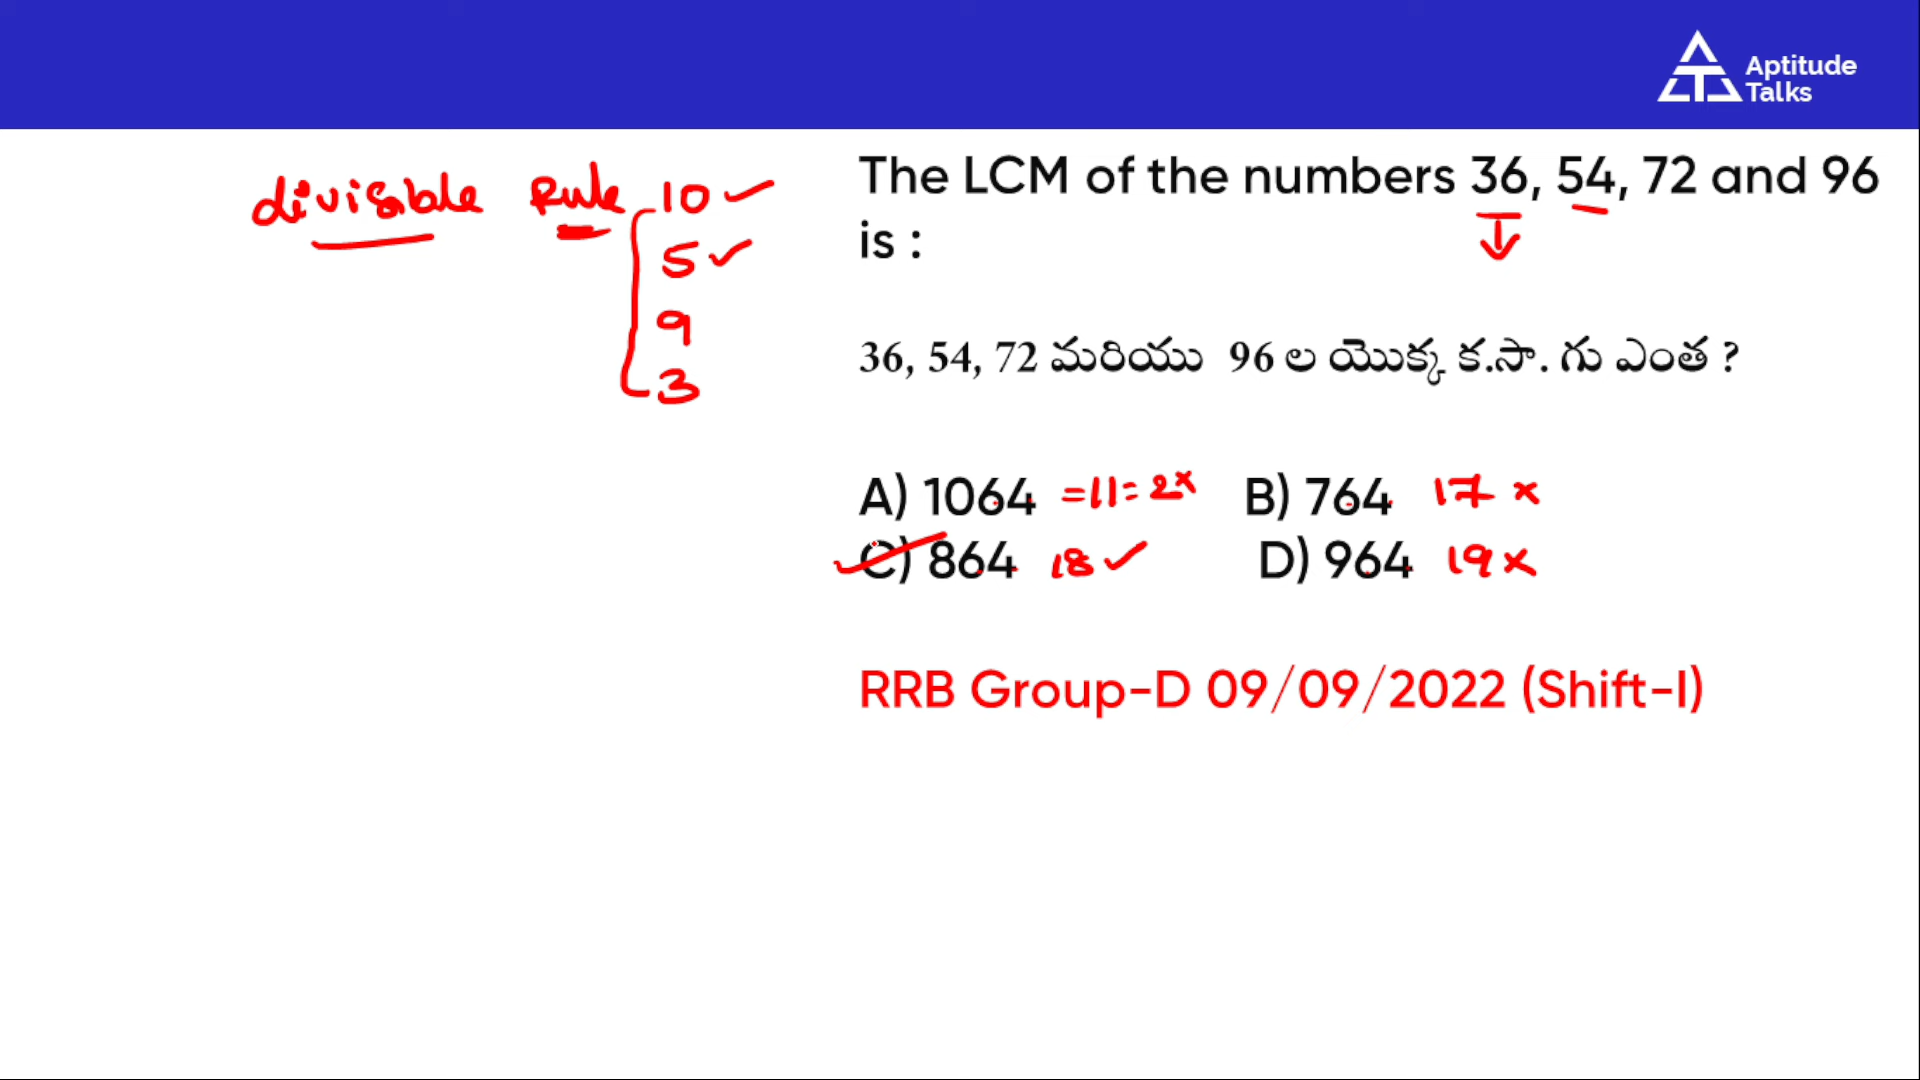 Aptitude
Talks
divisible Rule
10 ✓
5 ✓
9
3
The LCM of the numbers 36, 54, 72 and 96
is :
36, 54, 72 మరియు 96 ల యొక్క క.సా. గు ఎంత ?
A) 1064 =11=2x B) 764 17 x
C) 864 18 ✓ D) 964 19 x
RRB Group-D 09/09/2022 (Shift-I)